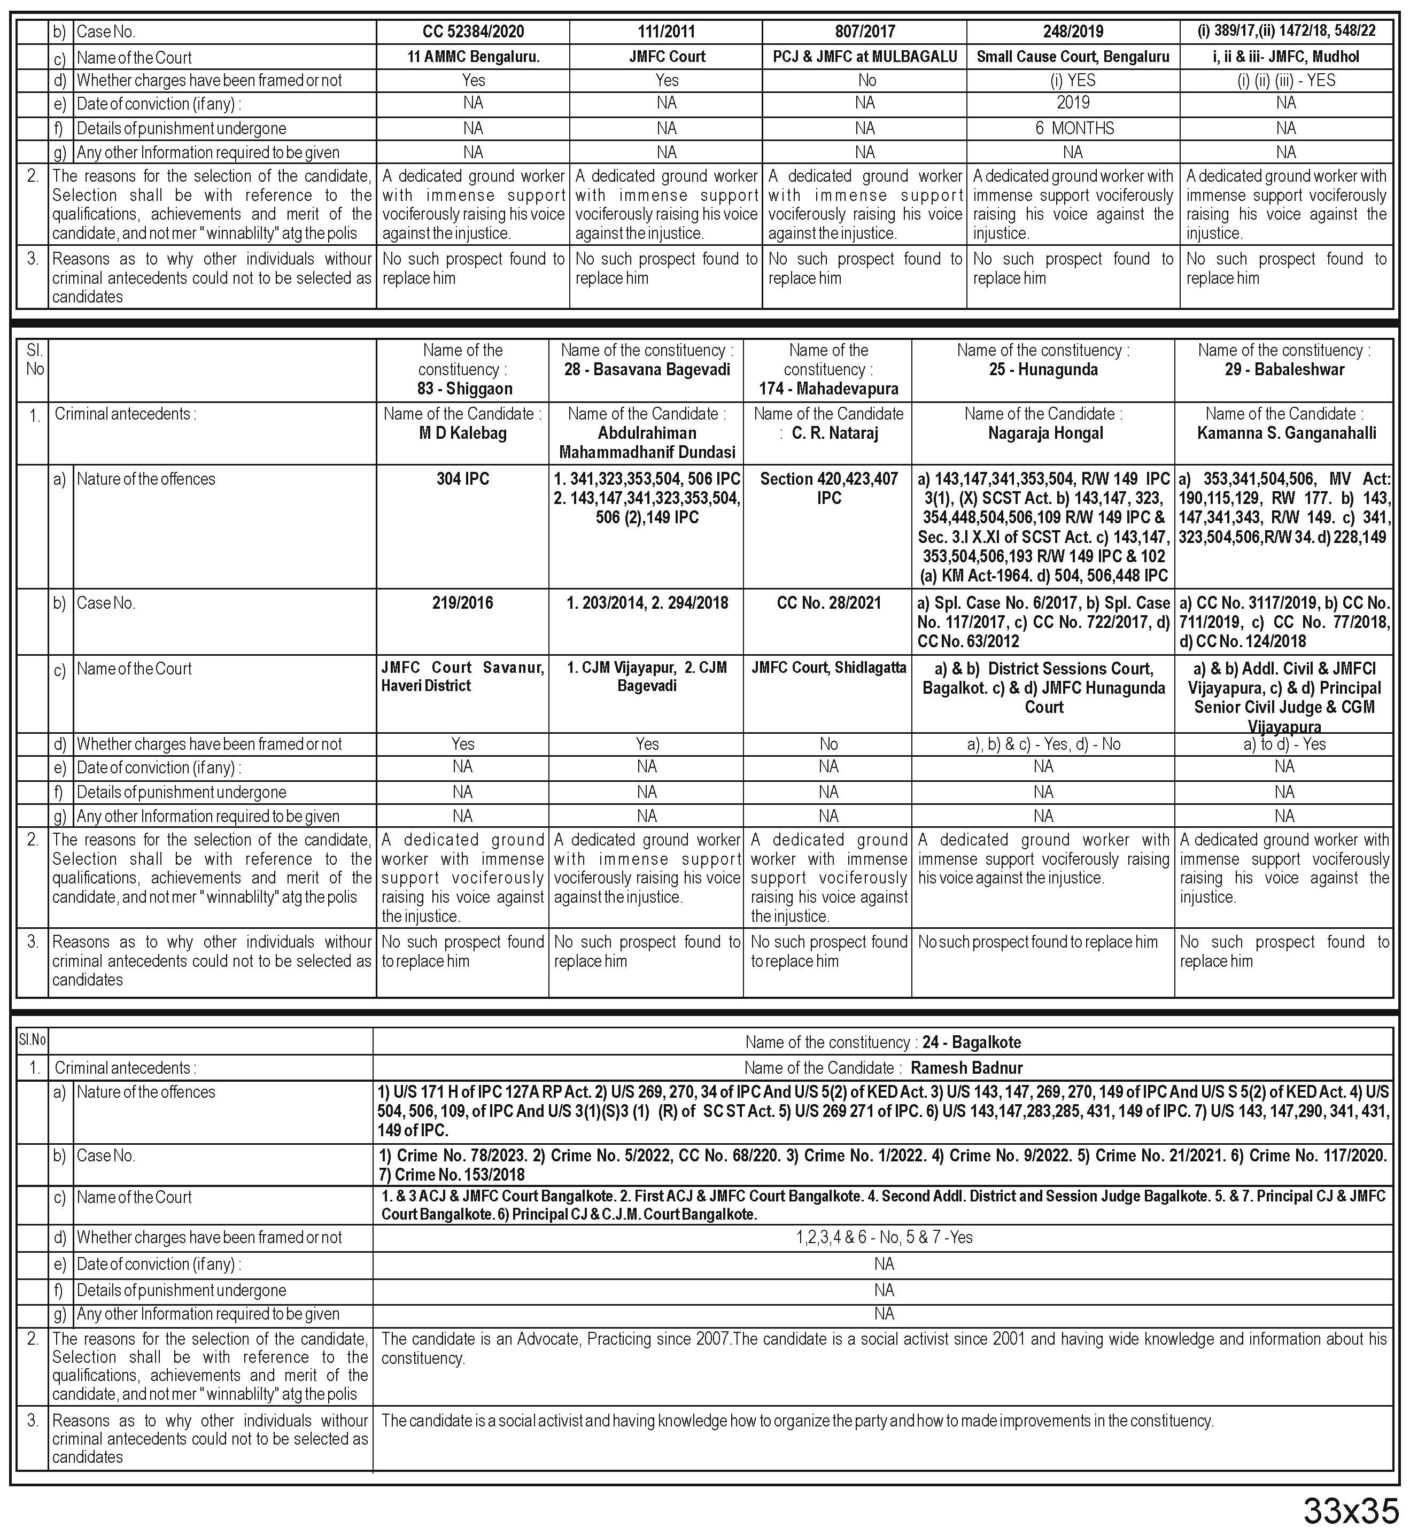 b) Case No. CC 52384/2020 111/2011 807/2017 248/2019 (i) 389/17,(ii) 1472/18, 548/22
c) Name of the Court 11 AMMC Bengaluru. JMFC Court PCJ & JMFC at MULBAGALU Small Cause Court, Bengaluru i, ii & iii- JMFC, Mudhol
d) Whether charges have been framed or not Yes Yes No (i) YES (i) (ii) (iii) - YES
e) Date of conviction (if any) : NA NA NA 2019 NA
f) Details of punishment undergone NA NA NA 6 MONTHS NA
g) Any other Information required to be given NA NA NA NA NA
2. The reasons for the selection of the candidate, A dedicated ground worker A dedicated ground worker A dedicated ground worker A dedicated ground worker with A dedicated ground worker with
Selection shall be with reference to the with immense support with immense support with immense support immense support vociferously immense support vociferously
qualifications, achievements and merit of the vociferously raising his voice vociferously raising his voice vociferously raising his voice raising his voice against the raising his voice against the
candidate, and not mer "winnablilty" atg the polis against the injustice. against the injustice. against the injustice. injustice. injustice.
3. Reasons as to why other individuals withour No such prospect found to No such prospect found to No such prospect found to No such prospect found to No such prospect found to
criminal antecedents could not to be selected as replace him replace him replace him replace him replace him
candidates
Sl. No
Name of the constituency : 83 - Shiggaon
Name of the constituency : 28 - Basavana Bagevadi
Name of the constituency : 174 - Mahadevapura
Name of the constituency : 25 - Hunagunda
Name of the constituency : 29 - Babaleshwar
1. Criminal antecedents :
Name of the Candidate : M D Kalebag
Name of the Candidate : Abdulrahiman Mahammadhanif Dundasi
Name of the Candidate : C. R. Nataraj
Name of the Candidate : Nagaraja Hongal
Name of the Candidate : Kamanna S. Ganganahalli
a) Nature of the offences
304 IPC
1. 341,323,353,504, 506 IPC
2. 143,147,341,323,353,504,
506 (2),149 IPC
Section 420,423,407
IPC
a) 143,147,341,353,504, R/W 149 IPC
3(1), (X) SCST Act. b) 143,147, 323,
354,448,504,506,109 R/W 149 IPC &
Sec. 3.I X.XI of SCST Act. c) 143,147,
353,504,506,193 R/W 149 IPC & 102
(a) KM Act-1964. d) 504, 506,448 IPC
a) 353,341,504,506, MV Act:
190,115,129, RW 177. b) 143,
147,341,343, R/W 149. c) 341,
323,504,506,R/W 34. d) 228,149
b) Case No.
219/2016
1. 203/2014, 2. 294/2018
CC No. 28/2021
a) Spl. Case No. 6/2017, b) Spl. Case
No. 117/2017, c) CC No. 722/2017, d)
CC No. 63/2012
a) CC No. 3117/2019, b) CC No.
711/2019, c) CC No. 77/2018,
d) CC No. 124/2018
c) Name of the Court
JMFC Court Savanur,
Haveri District
1. CJM Vijayapur, 2. CJM
Bagevadi
JMFC Court, Shidlagatta
a) & b) District Sessions Court,
Bagalkot. c) & d) JMFC Hunagunda
Court
a) & b) Addl. Civil & JMFCI
Vijayapura, c) & d) Principal
Senior Civil Judge & CGM
Vijayapura
d) Whether charges have been framed or not Yes Yes No a), b) & c) - Yes, d) - No a) to d) - Yes
e) Date of conviction (if any) : NA NA NA NA NA
f) Details of punishment undergone NA NA NA NA NA
g) Any other Information required to be given NA NA NA NA NA
2. The reasons for the selection of the candidate,
Selection shall be with reference to the
qualifications, achievements and merit of the
candidate, and not mer "winnablilty" atg the polis
A dedicated ground
worker with immense
support vociferously
raising his voice against
the injustice.
A dedicated ground worker
with immense support
vociferously raising his voice
against the injustice.
A dedicated ground
worker with immense
support vociferously
raising his voice against
the injustice.
A dedicated ground worker with
immense support vociferously raising
his voice against the injustice.
A dedicated ground worker with
immense support vociferously
raising his voice against the
injustice.
3. Reasons as to why other individuals withour
criminal antecedents could not to be selected as
candidates
No such prospect found
to replace him
No such prospect found to
replace him
No such prospect found
to replace him
No such prospect found to replace him
No such prospect found to
replace him
Sl.No Name of the constituency : 24 - Bagalkote
1. Criminal antecedents : Name of the Candidate : Ramesh Badnur
a) Nature of the offences
1) U/S 171 H of IPC 127A RP Act. 2) U/S 269, 270, 34 of IPC And U/S 5(2) of KED Act. 3) U/S 143, 147, 269, 270, 149 of IPC And U/S S 5(2) of KED Act. 4) U/S
504, 506, 109, of IPC And U/S 3(1)(S)3 (1) (R) of SC ST Act. 5) U/S 269 271 of IPC. 6) U/S 143,147,283,285, 431, 149 of IPC. 7) U/S 143, 147,290, 341, 431,
149 of IPC.
b) Case No.
1) Crime No. 78/2023. 2) Crime No. 5/2022, CC No. 68/220. 3) Crime No. 1/2022. 4) Crime No. 9/2022. 5) Crime No. 21/2021. 6) Crime No. 117/2020.
7) Crime No. 153/2018
c) Name of the Court
1. & 3 ACJ & JMFC Court Bangalkote. 2. First ACJ & JMFC Court Bangalkote. 4. Second Addl. District and Session Judge Bagalkote. 5. & 7. Principal CJ & JMFC
Court Bangalkote. 6) Principal CJ & C.J.M. Court Bangalkote.
d) Whether charges have been framed or not 1,2,3,4 & 6 - No, 5 & 7 -Yes
e) Date of conviction (if any) : NA
f) Details of punishment undergone NA
g) Any other Information required to be given NA
2. The reasons for the selection of the candidate,
Selection shall be with reference to the
qualifications, achievements and merit of the
candidate, and not mer "winnablilty" atg the polis
The candidate is an Advocate, Practicing since 2007.The candidate is a social activist since 2001 and having wide knowledge and information about his
constituency.
3. Reasons as to why other individuals withour
criminal antecedents could not to be selected as
candidates
The candidate is a social activist and having knowledge how to organize the party and how to made improvements in the constituency.
33x35